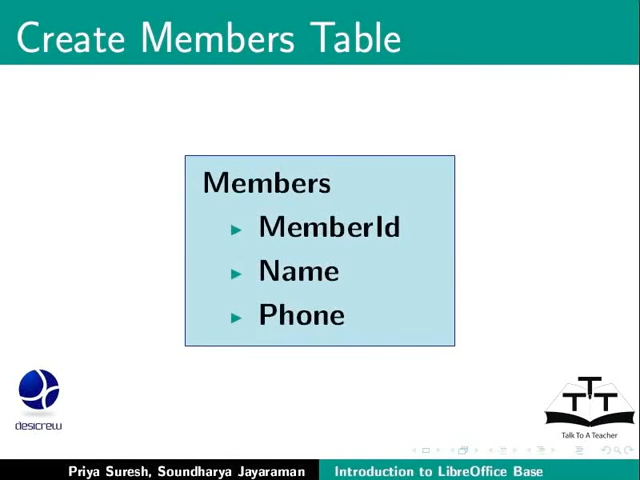 Create Members Table
Members
MemberId
Name
Phone
desicrew
TTT
Talk To A Teacher
Priya Suresh, Soundharya Jayaraman
Introduction to LibreOffice Base